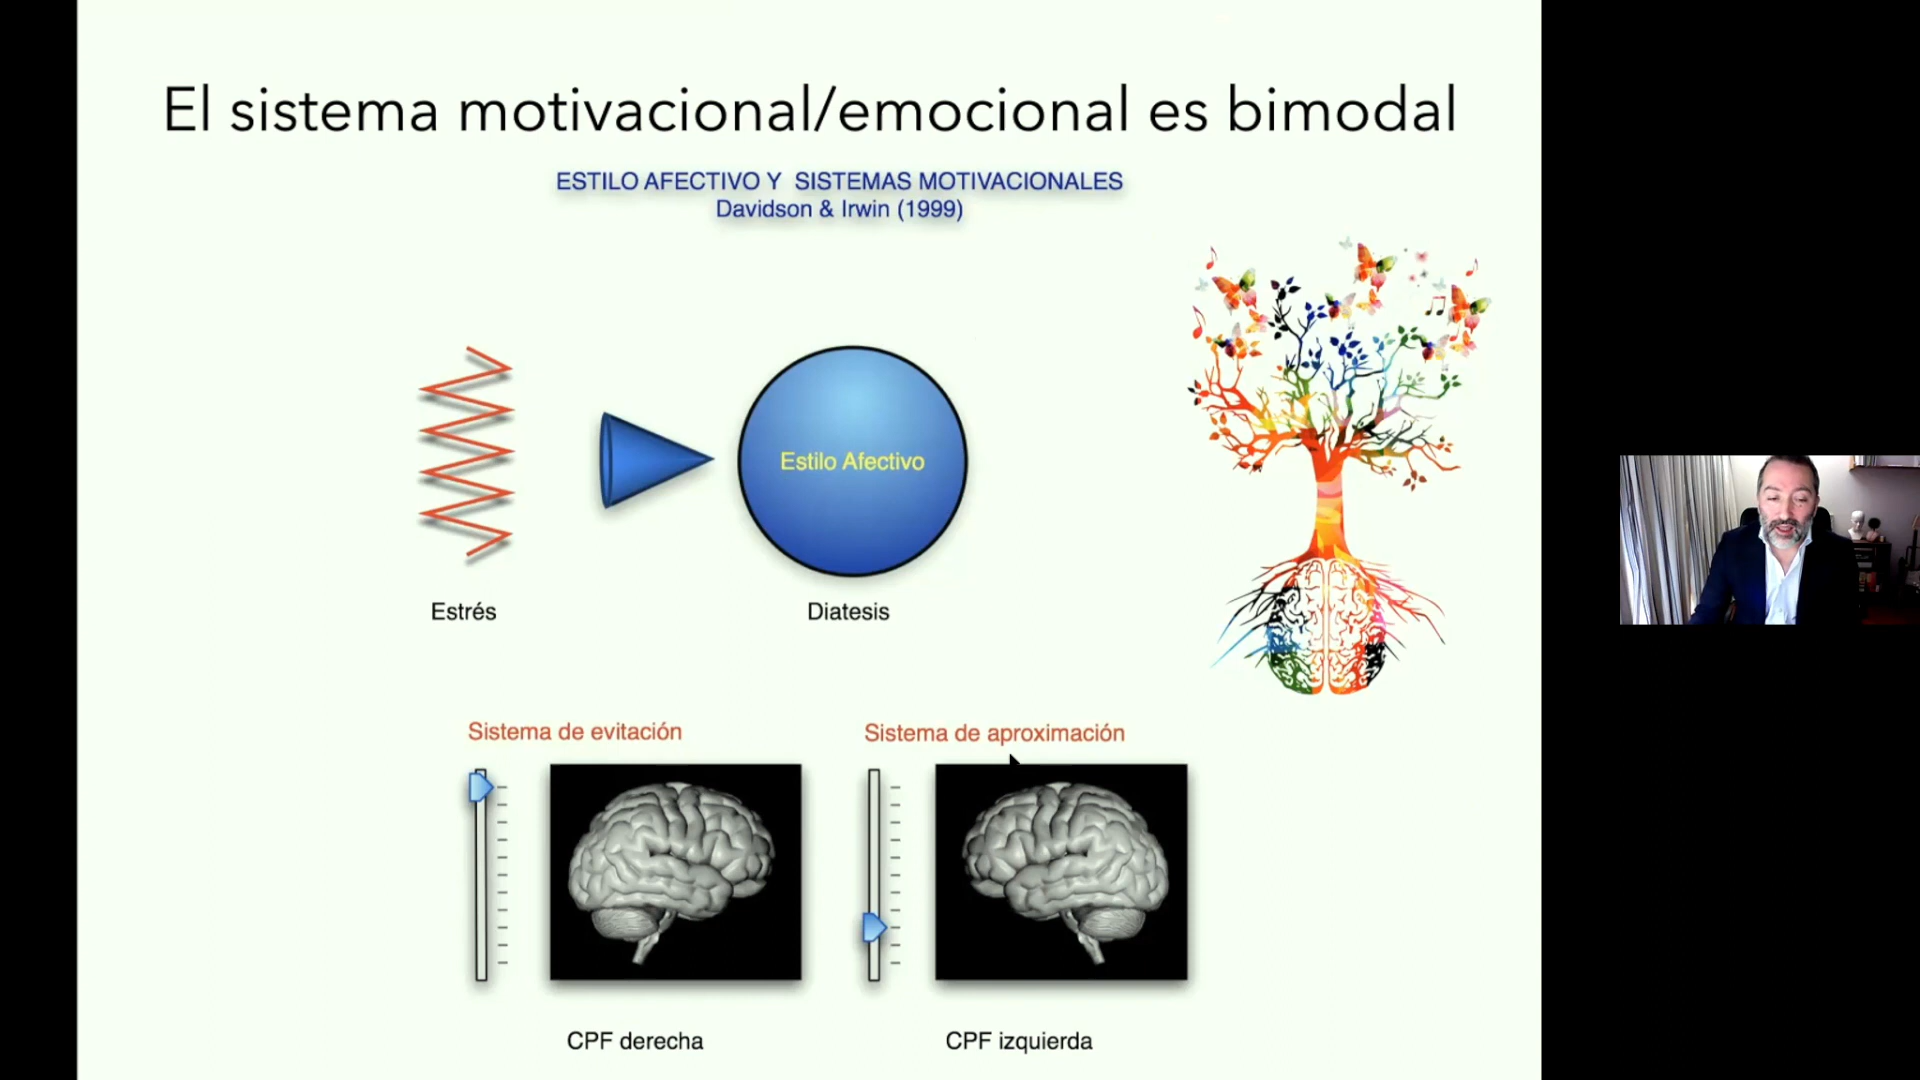 El sistema motivacional/emocional es bimodal
ESTILO AFECTIVO Y SISTEMAS MOTIVACIONALES
Davidson & Irwin (1999)
Estilo Afectivo
Estrés
Diatesis
Sistema de evitación
Sistema de aproximación
CPF derecha
CPF izquierda